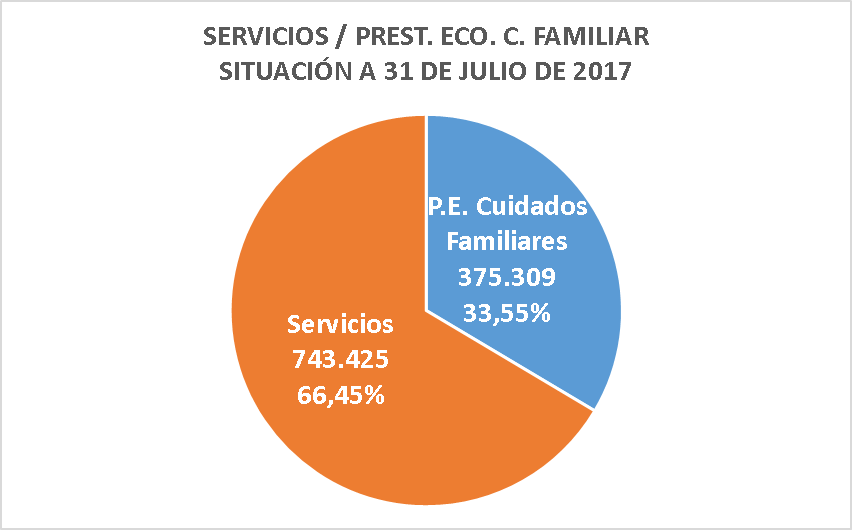 SERVICIOS / PREST. ECO. C. FAMILIAR
SITUACIÓN A 31 DE JULIO DE 2017
P.E. Cuidados
Familiares
375.309
33,55%
Servicios
743.425
66,45%